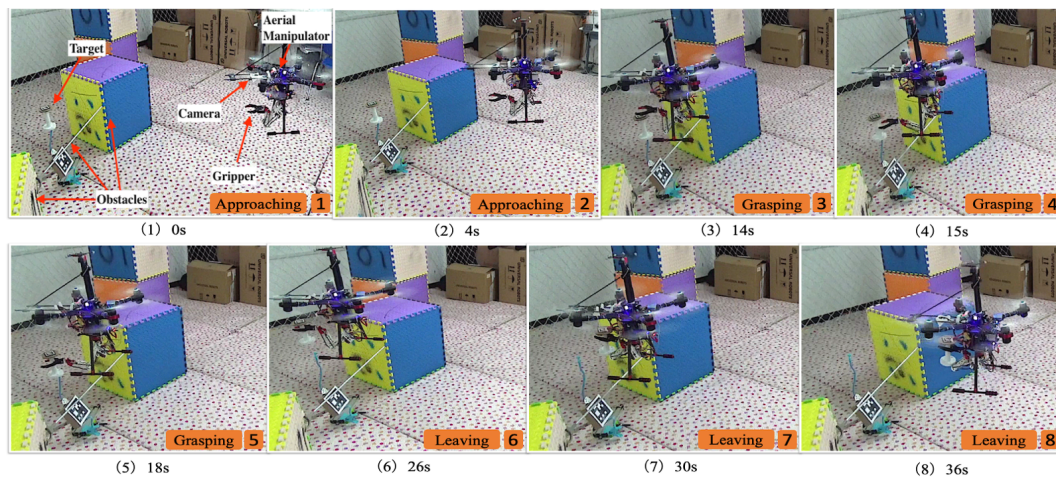 Target
Aerial
Manipulator
Camera
Gripper
Obstacles
Approaching 1
(1) 0s
Approaching 2
(2) 4s
Grasping 3
(3) 14s
Grasping 4
(4) 15s
Grasping 5
(5) 18s
Leaving 6
(6) 26s
Leaving 7
(7) 30s
Leaving 8
(8) 36s